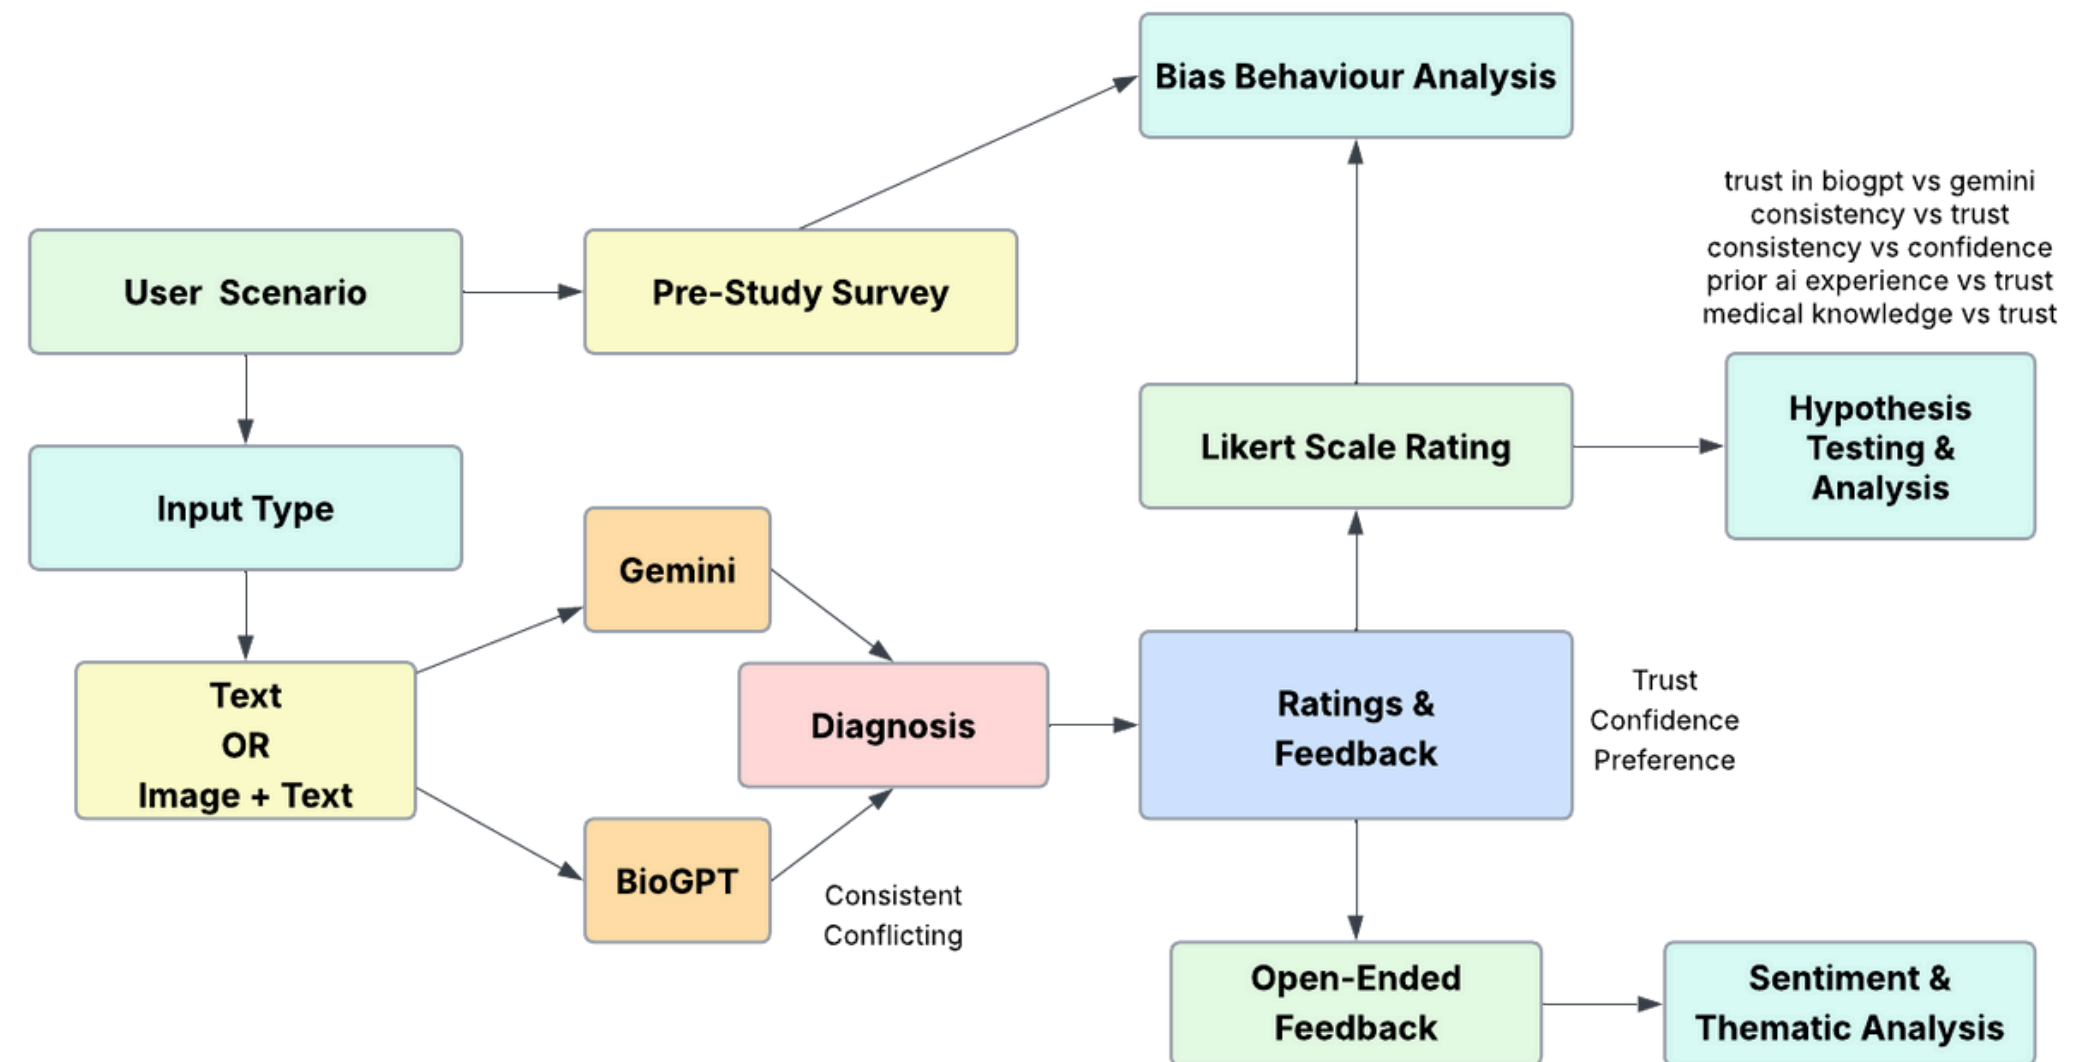 Bias Behaviour Analysis
trust in biogpt vs gemini
consistency vs trust
consistency vs confidence
prior ai experience vs trust
medical knowledge vs trust
User Scenario
Pre-Study Survey
Hypothesis
Testing &
Analysis
Likert Scale Rating
Input Type
Gemini
Text
OR
Image + Text
Diagnosis
Ratings &
Feedback
Trust
Confidence
Preference
BioGPT
Consistent
Conflicting
Open-Ended
Feedback
Sentiment &
Thematic Analysis